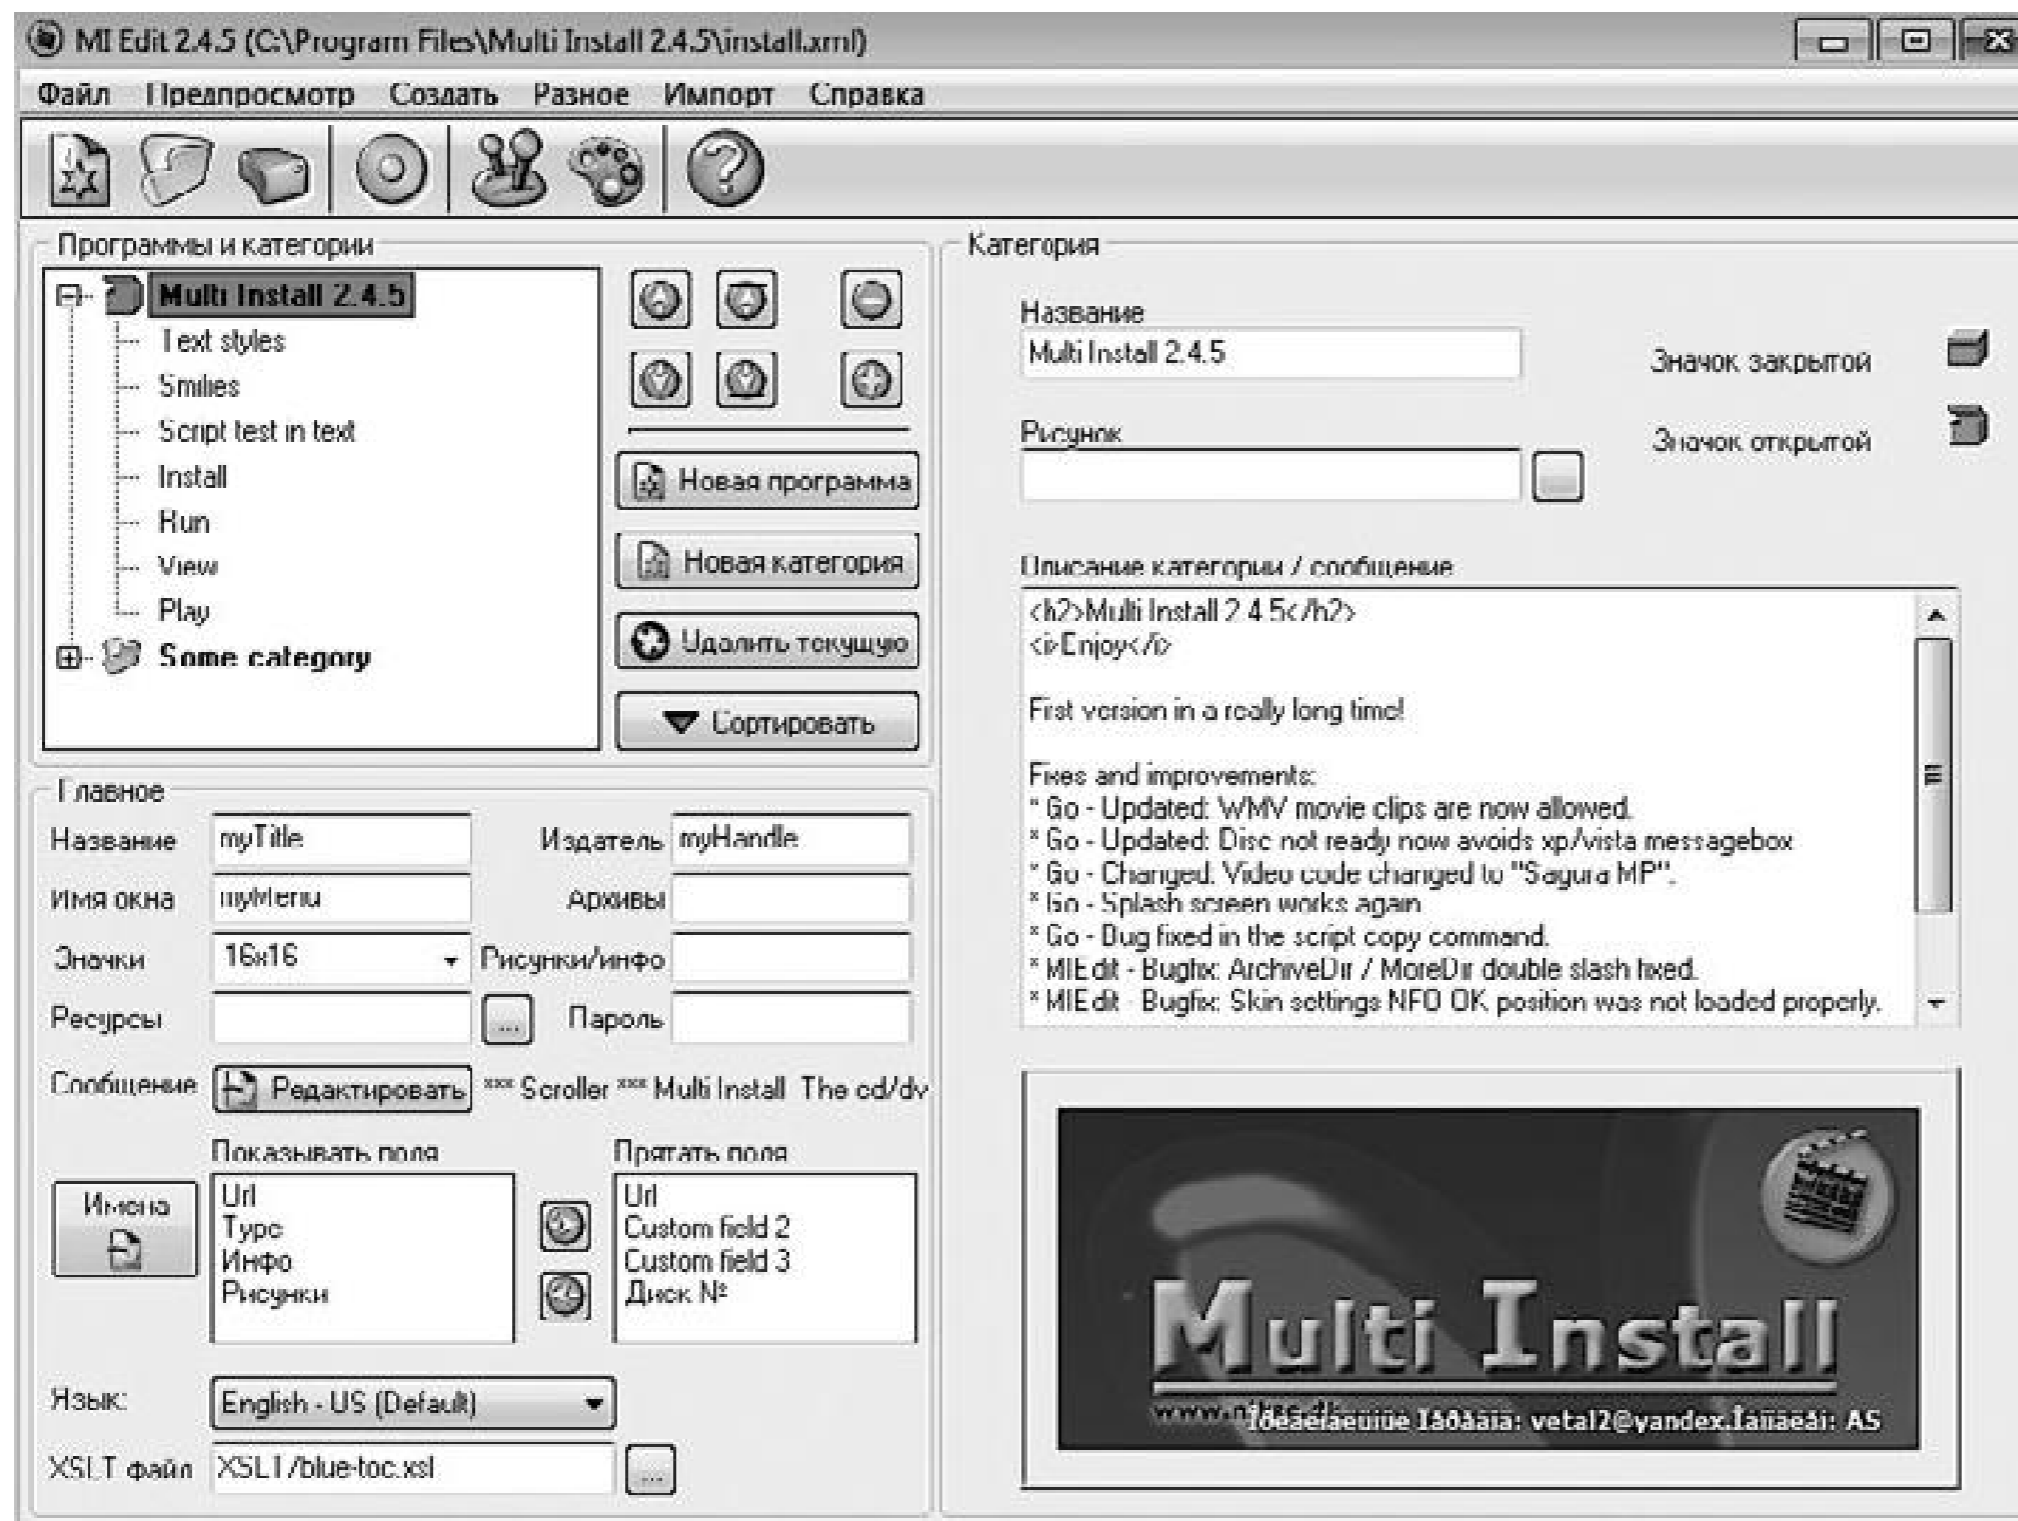 MI Edit 2.4.5 (C:\Program Files\Multi Install 2.4.5\install.xml)
Файл Предпросмотр Создать Разное Импорт Справка
Программы и категории
Multi Install 2.4.5
Text styles
Smilies
Script test in text
Install
Run
View
Play
Some category
Новая программа
Новая категория
Удалить текущую
Сортировать
Главное
Название myTitle Издатель myHandle
Имя окна myMenu Архивы
Значки 16x16 Рисунки/инфо
Ресурсы ... Пароль
Сообщение Редактировать *** Scroller *** Multi Install The cd/dv
Показывать поля Прятать поля
Имена
Url
Type
Инфо
Рисунки
Url
Custom field 2
Custom field 3
Диск №
Язык: English - US (Default)
XSLT файл XSLT/blue-toc.xsl ...
Категория
Название
Multi Install 2.4.5
Значок закрытой
Рисунок
Значок открытой
Описание категории / сообщение
<h2>Multi Install 2.4.5</h2>
<i>Enjoy</i>
First version in a really long time!
Fixes and improvements:
* Go - Updated: WMV movie clips are now allowed.
* Go - Updated: Disc not ready now avoids xp/vista messagebox
* Go - Changed: Video code changed to "Sagura MP".
* Go - Splash screen works again
* Go - Bug fixed in the script copy command.
* MIEdit - Bugfix: ArchiveDir / MoreDir double slash fixed.
* MIEdit - Bugfix: Skin settings NFO OK position was not loaded properly.
Multi Install
vetal2@yandex. AS